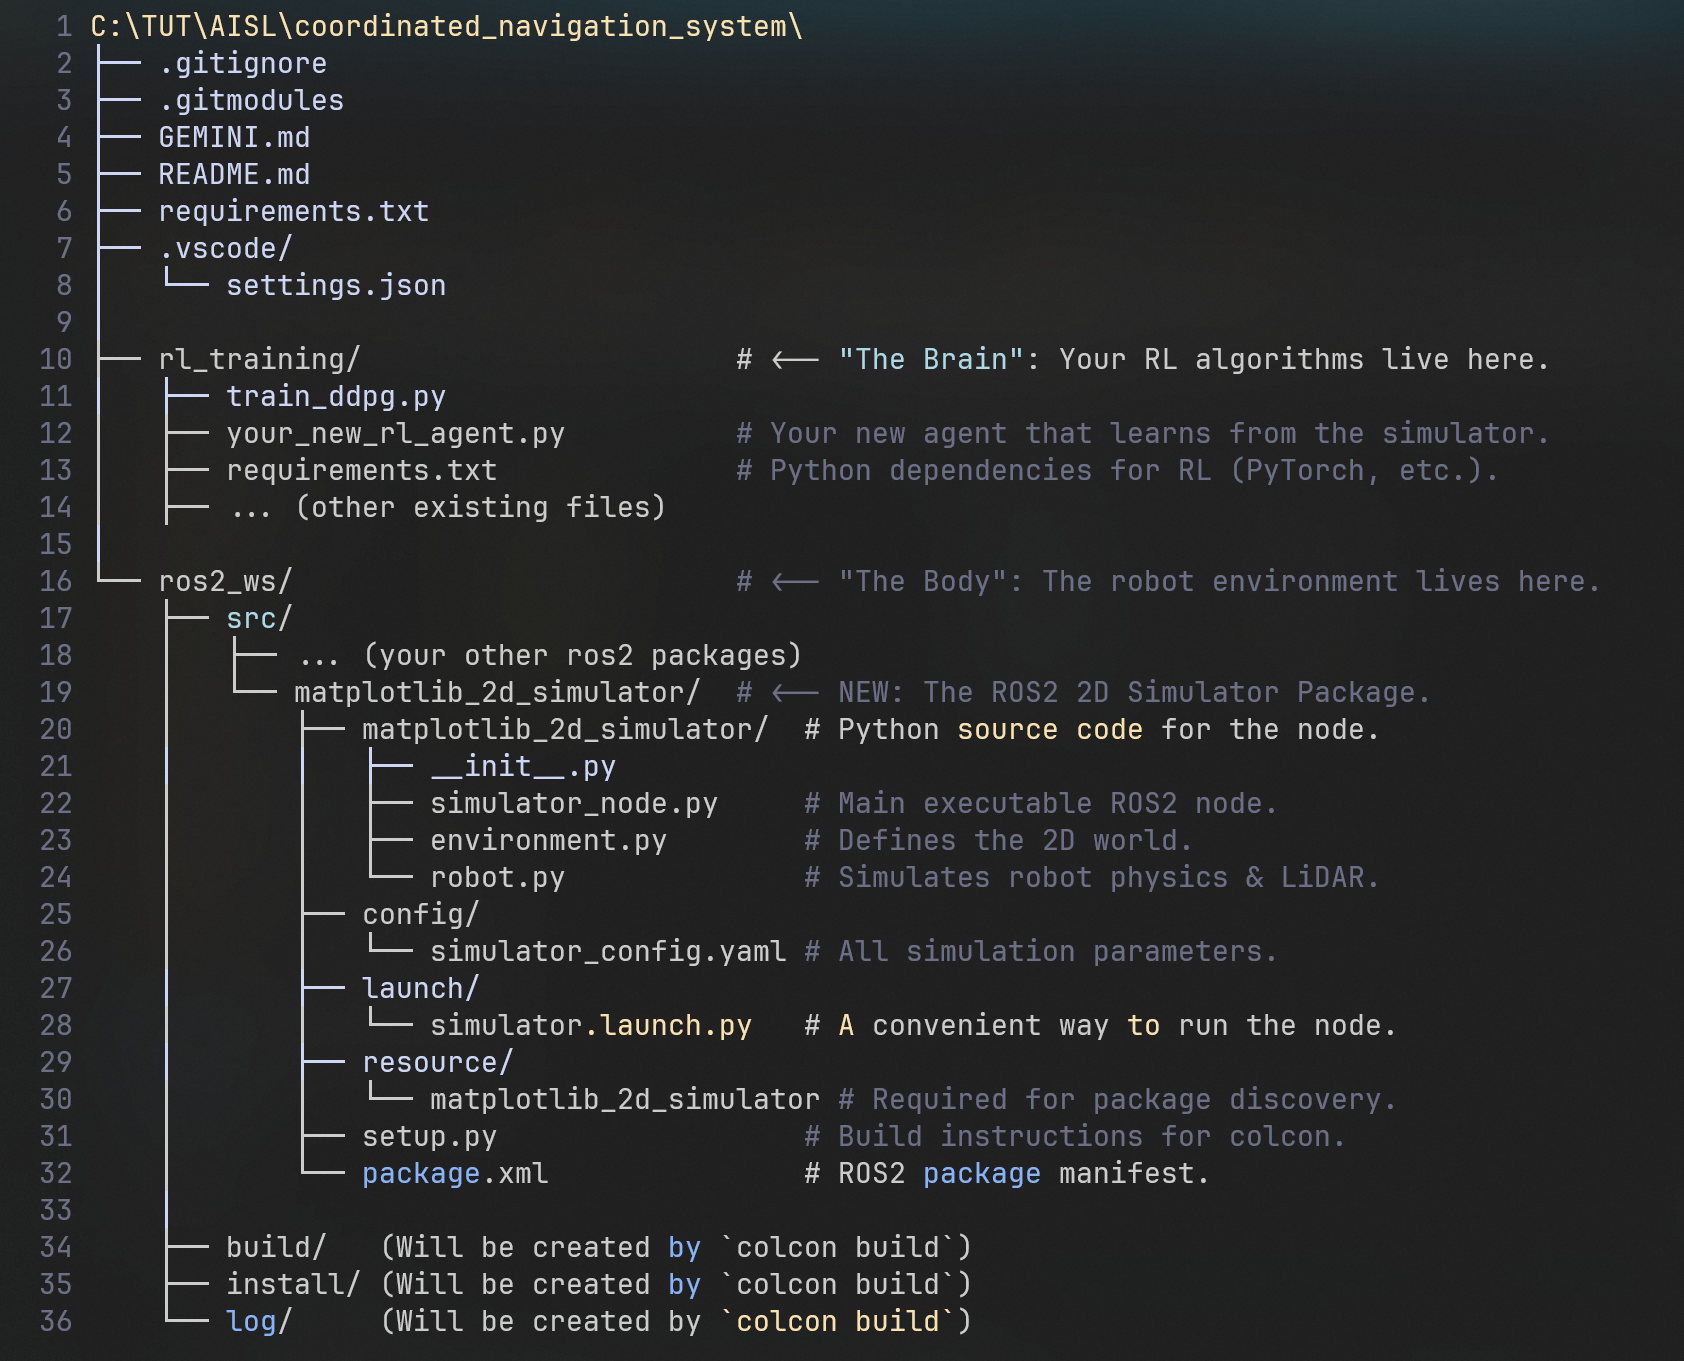 1 C:\TUT\AISL\coordinated_navigation_system\
2 ├── .gitignore
3 ├── .gitmodules
4 ├── GEMINI.md
5 ├── README.md
6 ├── requirements.txt
7 ├── .vscode/
8 │   └── settings.json
9 │
10 ├── rl_training/                      # <── "The Brain": Your RL algorithms live here.
11 │   ├── train_ddpg.py
12 │   ├── your_new_rl_agent.py          # Your new agent that learns from the simulator.
13 │   ├── requirements.txt              # Python dependencies for RL (PyTorch, etc.).
14 │   ├── ... (other existing files)
15 │
16 └── ros2_ws/                          # <── "The Body": The robot environment lives here.
17     ├── src/
18     │   ├── ... (your other ros2 packages)
19     │   └── matplotlib_2d_simulator/  # <── NEW: The ROS2 2D Simulator Package.
20     │       ├── matplotlib_2d_simulator/  # Python source code for the node.
21     │       │   ├── __init__.py
22     │       │   ├── simulator_node.py     # Main executable ROS2 node.
23     │       │   ├── environment.py        # Defines the 2D world.
24     │       │   └── robot.py              # Simulates robot physics & LiDAR.
25     │       ├── config/
26     │       │   └── simulator_config.yaml # All simulation parameters.
27     │       ├── launch/
28     │       │   └── simulator.launch.py   # A convenient way to run the node.
29     │       ├── resource/
30     │       │   └── matplotlib_2d_simulator # Required for package discovery.
31     │       ├── setup.py                  # Build instructions for colcon.
32     │       └── package.xml               # ROS2 package manifest.
33     │
34     ├── build/   (Will be created by `colcon build`)
35     ├── install/ (Will be created by `colcon build`)
36     └── log/     (Will be created by `colcon build`)